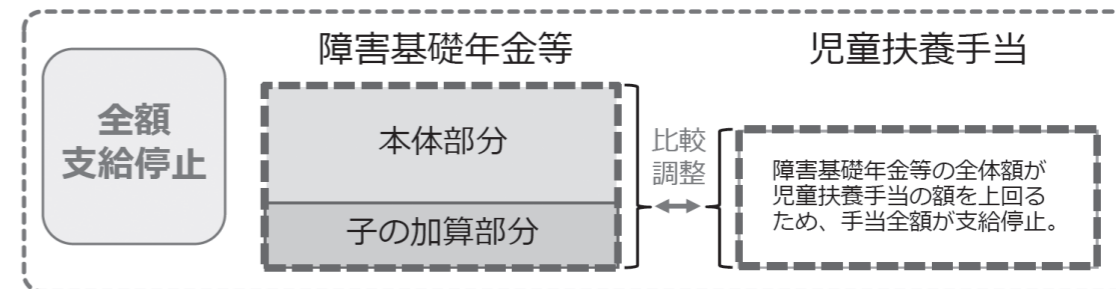 障害基礎年金等
児童扶養手当
全額
支給停止
本体部分
子の加算部分
比較
調整
障害基礎年金等の全体額が
児童扶養手当の額を上回る
ため、手当全額が支給停止。